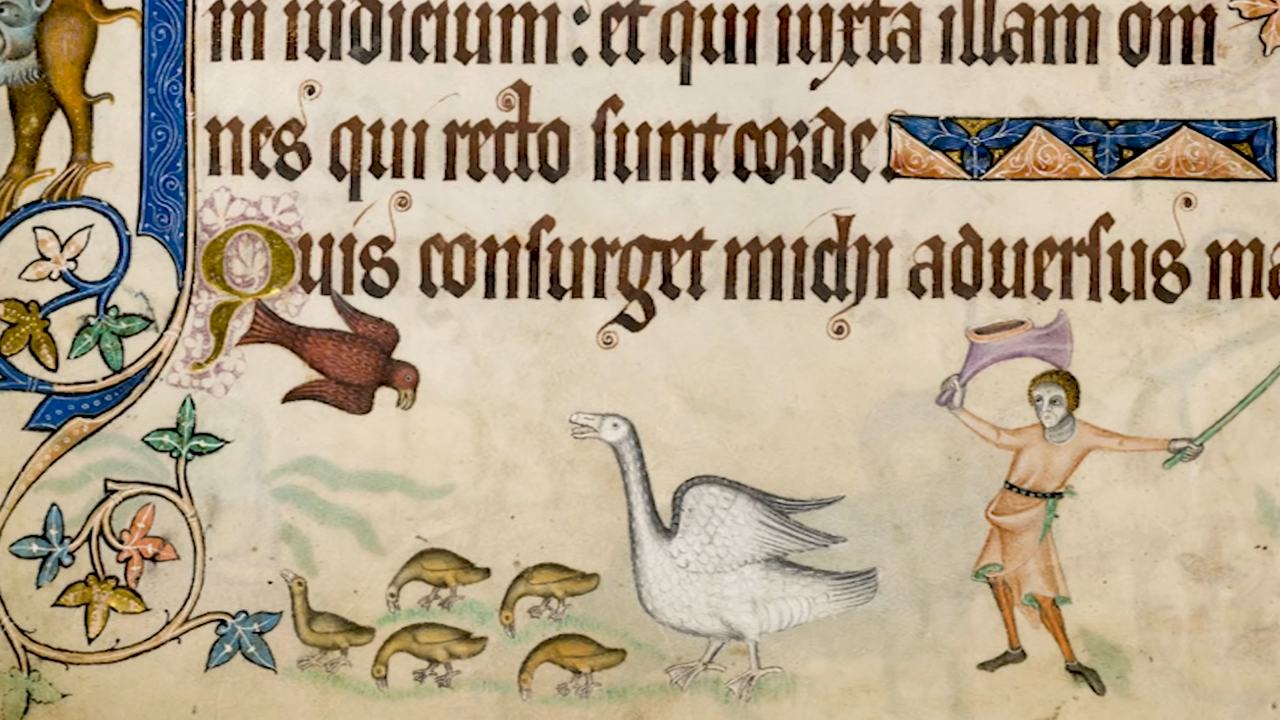 in iudicium: et qui iuxta illam om
nes qui recto sunt corde.
Quis consurget michi aduersus ma